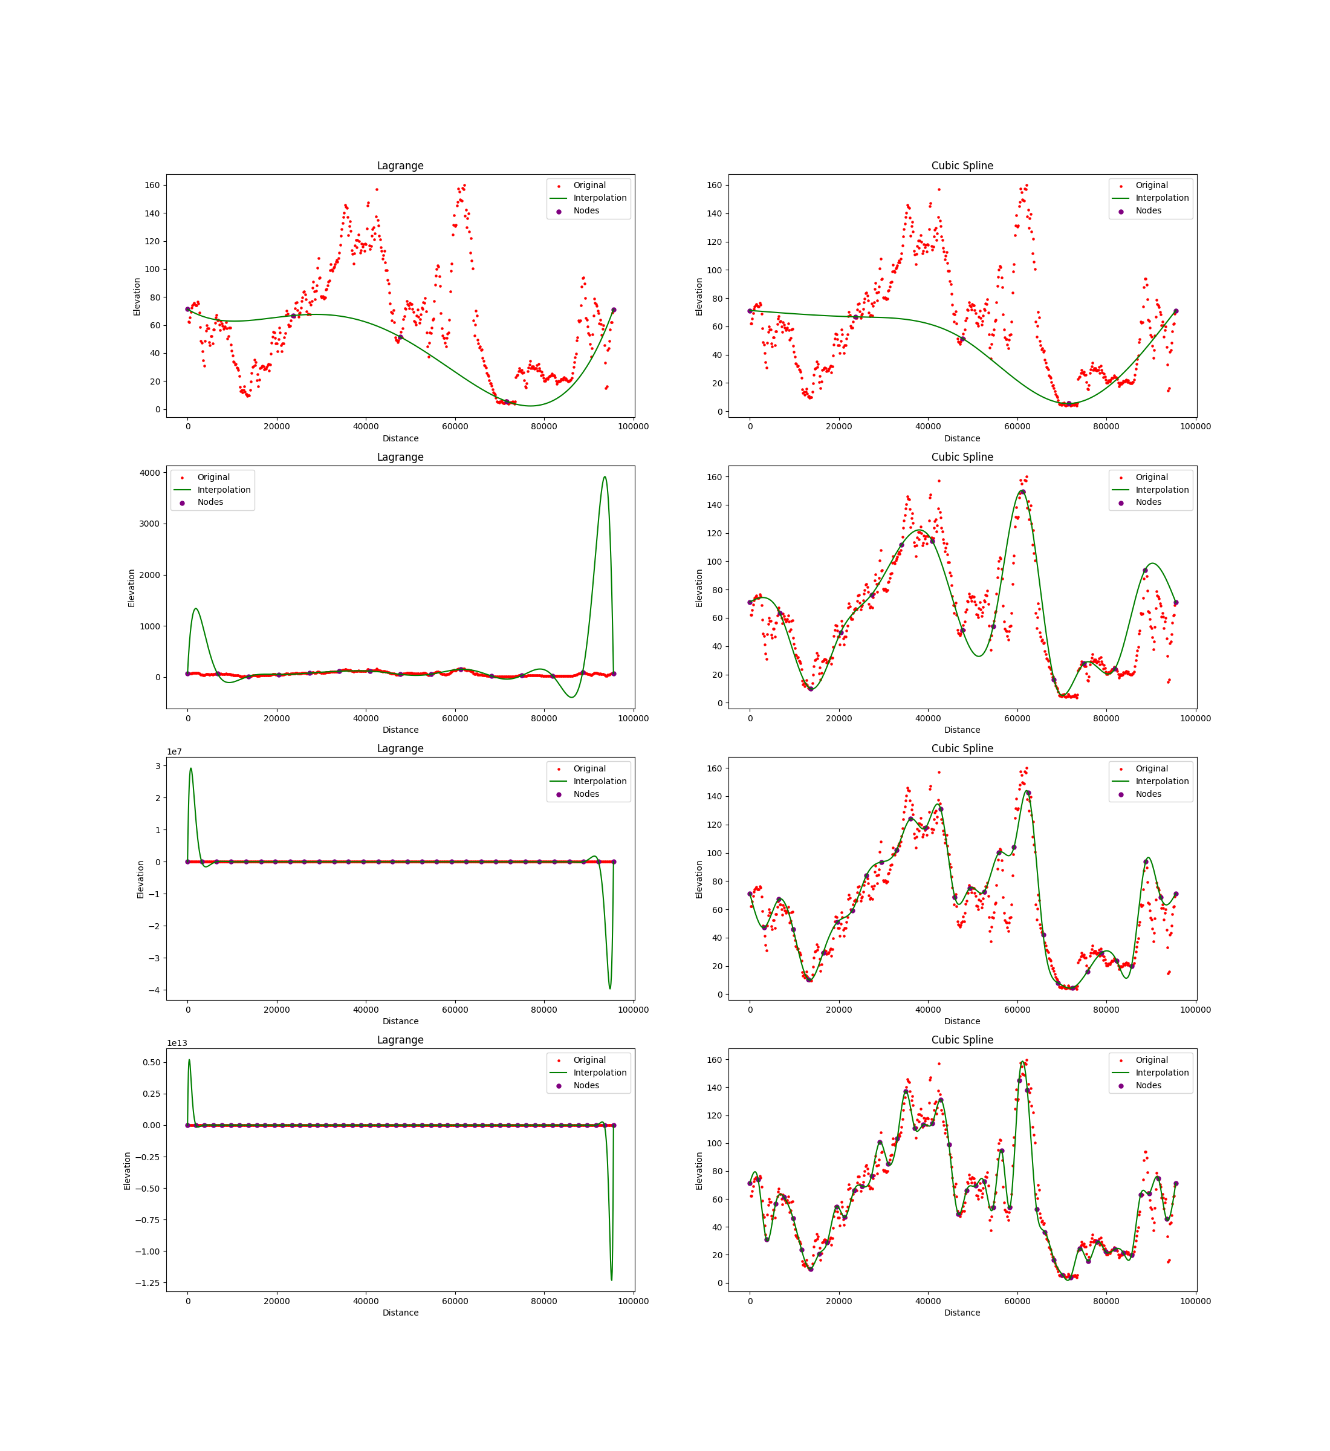 Lagrange
Elevation
160
140
120
100
80
60
40
20
0
Original
Interpolation
Nodes
0 20000 40000 60000 80000 100000
Distance
Cubic Spline
Elevation
160
140
120
100
80
60
40
20
0
Original
Interpolation
Nodes
0 20000 40000 60000 80000 100000
Distance
Lagrange
Elevation
4000
3000
2000
1000
0
Original
Interpolation
Nodes
0 20000 40000 60000 80000 100000
Distance
Cubic Spline
Elevation
160
140
120
100
80
60
40
20
0
Original
Interpolation
Nodes
0 20000 40000 60000 80000 100000
Distance
Lagrange
1e7
Elevation
3
2
1
0
−1
−2
−3
−4
Original
Interpolation
Nodes
0 20000 40000 60000 80000 100000
Distance
Cubic Spline
Elevation
160
140
120
100
80
60
40
20
0
Original
Interpolation
Nodes
0 20000 40000 60000 80000 100000
Distance
Lagrange
1e13
Elevation
0.50
0.25
0.00
−0.25
−0.50
−0.75
−1.00
−1.25
Original
Interpolation
Nodes
0 20000 40000 60000 80000 100000
Distance
Cubic Spline
Elevation
160
140
120
100
80
60
40
20
0
Original
Interpolation
Nodes
0 20000 40000 60000 80000 100000
Distance